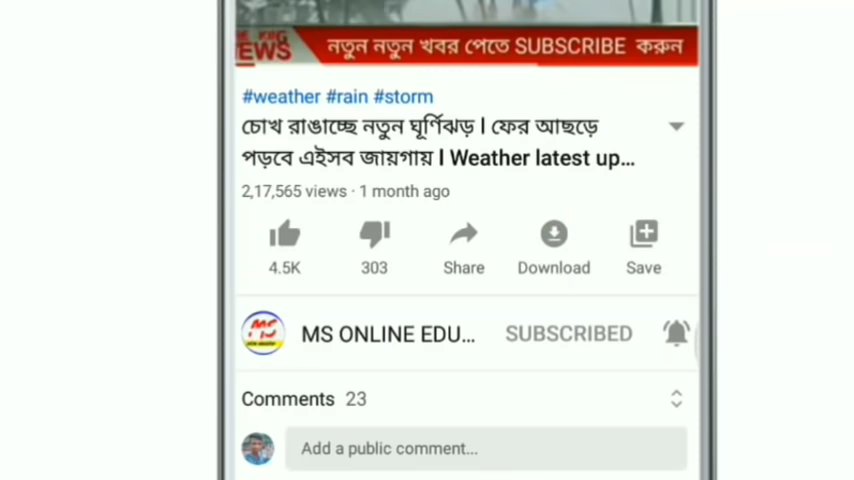 NEWS
নতুন নতুন খবর পেতে SUBSCRIBE করুন
#weather #rain #storm
চোখ রাঙাচ্ছে নতুন ঘূর্ণিঝড় l ফের আছড়ে
পড়বে এইসব জায়গায় l Weather latest up...
2,17,565 views · 1 month ago
4.5K 303 Share Download Save
MS ONLINE EDU... SUBSCRIBED
Comments 23
Add a public comment...